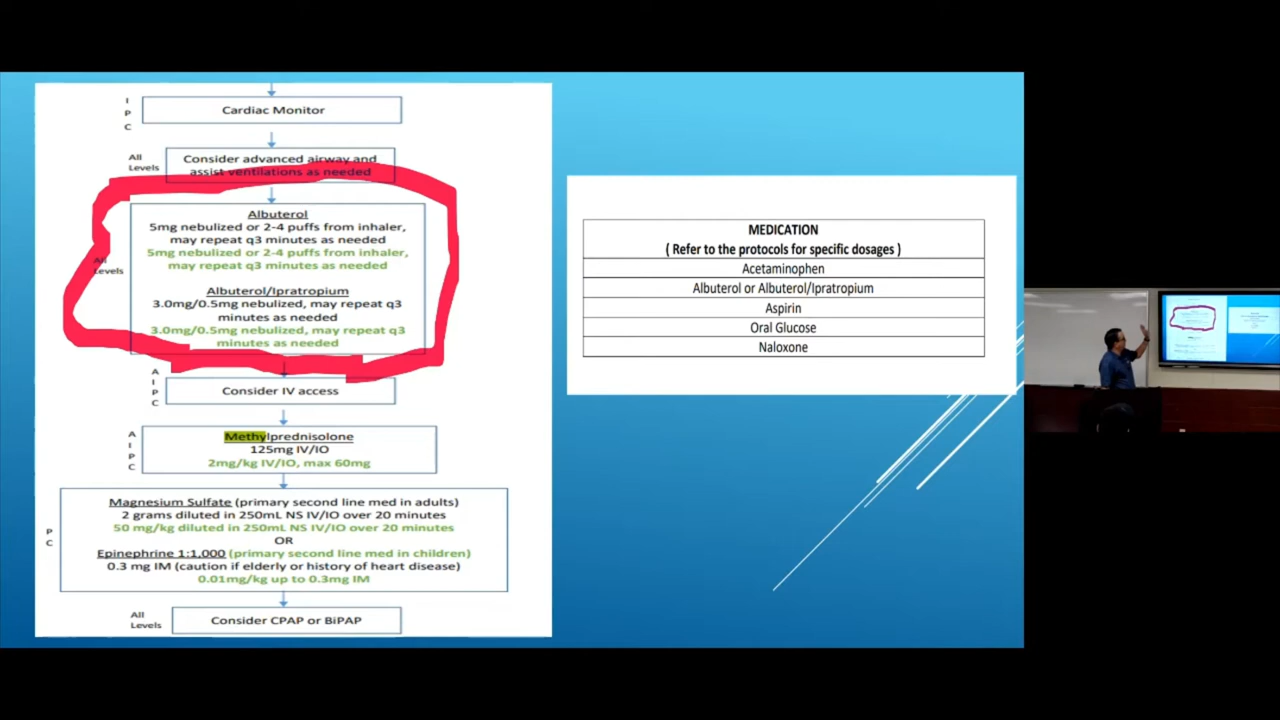 I
P
C
Cardiac Monitor
All
Levels
Consider advanced airway and
assist ventilations as needed
All
Levels
Albuterol
5mg nebulized or 2-4 puffs from inhaler,
may repeat q3 minutes as needed
5mg nebulized or 2-4 puffs from inhaler,
may repeat q3 minutes as needed
Albuterol/Ipratropium
3.0mg/0.5mg nebulized, may repeat q3
minutes as needed
3.0mg/0.5mg nebulized, may repeat q3
minutes as needed
A
I
P
C
Consider IV access
A
I
P
C
Methylprednisolone
125mg IV/IO
2mg/kg IV/IO, max 60mg
P
C
Magnesium Sulfate (primary second line med in adults)
2 grams diluted in 250mL NS IV/IO over 20 minutes
50 mg/kg diluted in 250mL NS IV/IO over 20 minutes
OR
Epinephrine 1:1,000 (primary second line med in children)
0.3 mg IM (caution if elderly or history of heart disease)
0.01mg/kg up to 0.3mg IM
All
Levels
Consider CPAP or BiPAP
MEDICATION
( Refer to the protocols for specific dosages )
Acetaminophen
Albuterol or Albuterol/Ipratropium
Aspirin
Oral Glucose
Naloxone